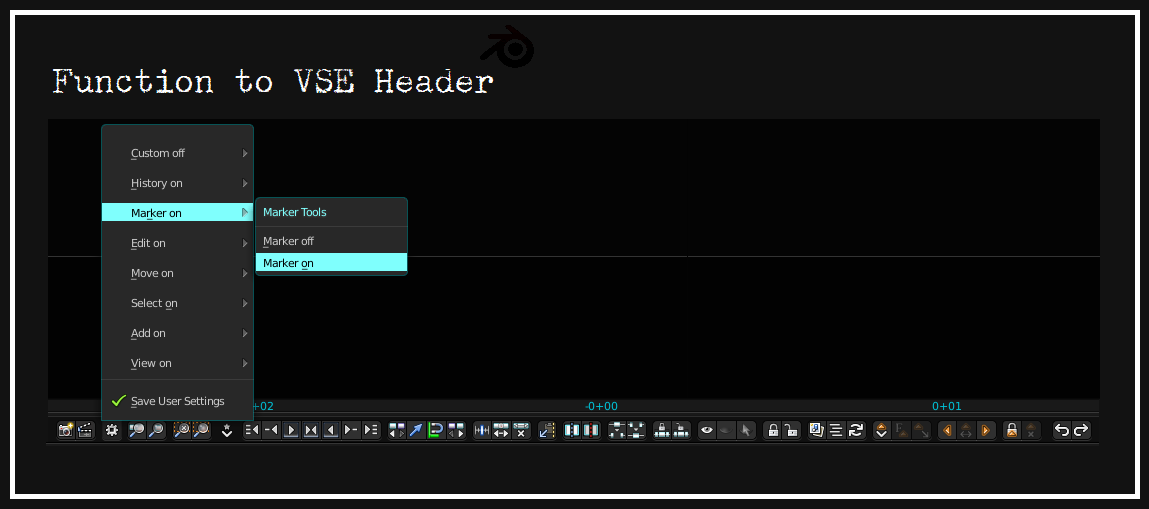 Function to VSE Header
Custom off
History on
Marker on
Edit on
Move on
Select on
Add on
View on
Save User Settings
Marker Tools
Marker off
Marker on
+02
-0+00
0+01